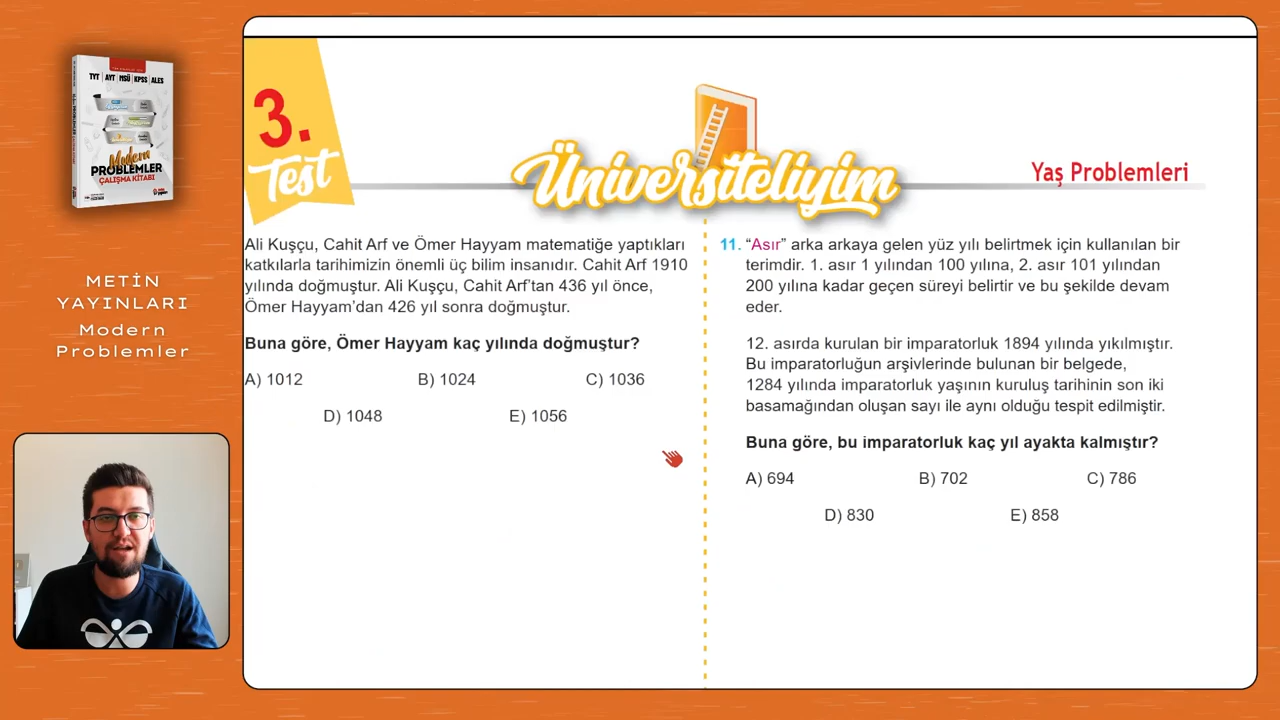 TYT AYT MSÜ KPSS ALES
Modern
PROBLEMLER
ÇALIŞMA KİTABI
METİN
YAYINLARI
Modern
Problemler
3.
Test
Üniversiteliyim
Yaş Problemleri
Ali Kuşçu, Cahit Arf ve Ömer Hayyam matematiğe yaptıkları
katkılarla tarihimizin önemli üç bilim insanıdır. Cahit Arf 1910
yılında doğmuştur. Ali Kuşçu, Cahit Arf'tan 436 yıl önce,
Ömer Hayyam'dan 426 yıl sonra doğmuştur.
Buna göre, Ömer Hayyam kaç yılında doğmuştur?
A) 1012 B) 1024 C) 1036
D) 1048 E) 1056
11. “Asır” arka arkaya gelen yüz yılı belirtmek için kullanılan bir
terimdir. 1. asır 1 yılından 100 yılına, 2. asır 101 yılından
200 yılına kadar geçen süreyi belirtir ve bu şekilde devam
eder.
12. asırda kurulan bir imparatorluk 1894 yılında yıkılmıştır.
Bu imparatorluğun arşivlerinde bulunan bir belgede,
1284 yılında imparatorluk yaşının kuruluş tarihinin son iki
basamağından oluşan sayı ile aynı olduğu tespit edilmiştir.
Buna göre, bu imparatorluk kaç yıl ayakta kalmıştır?
A) 694 B) 702 C) 786
D) 830 E) 858